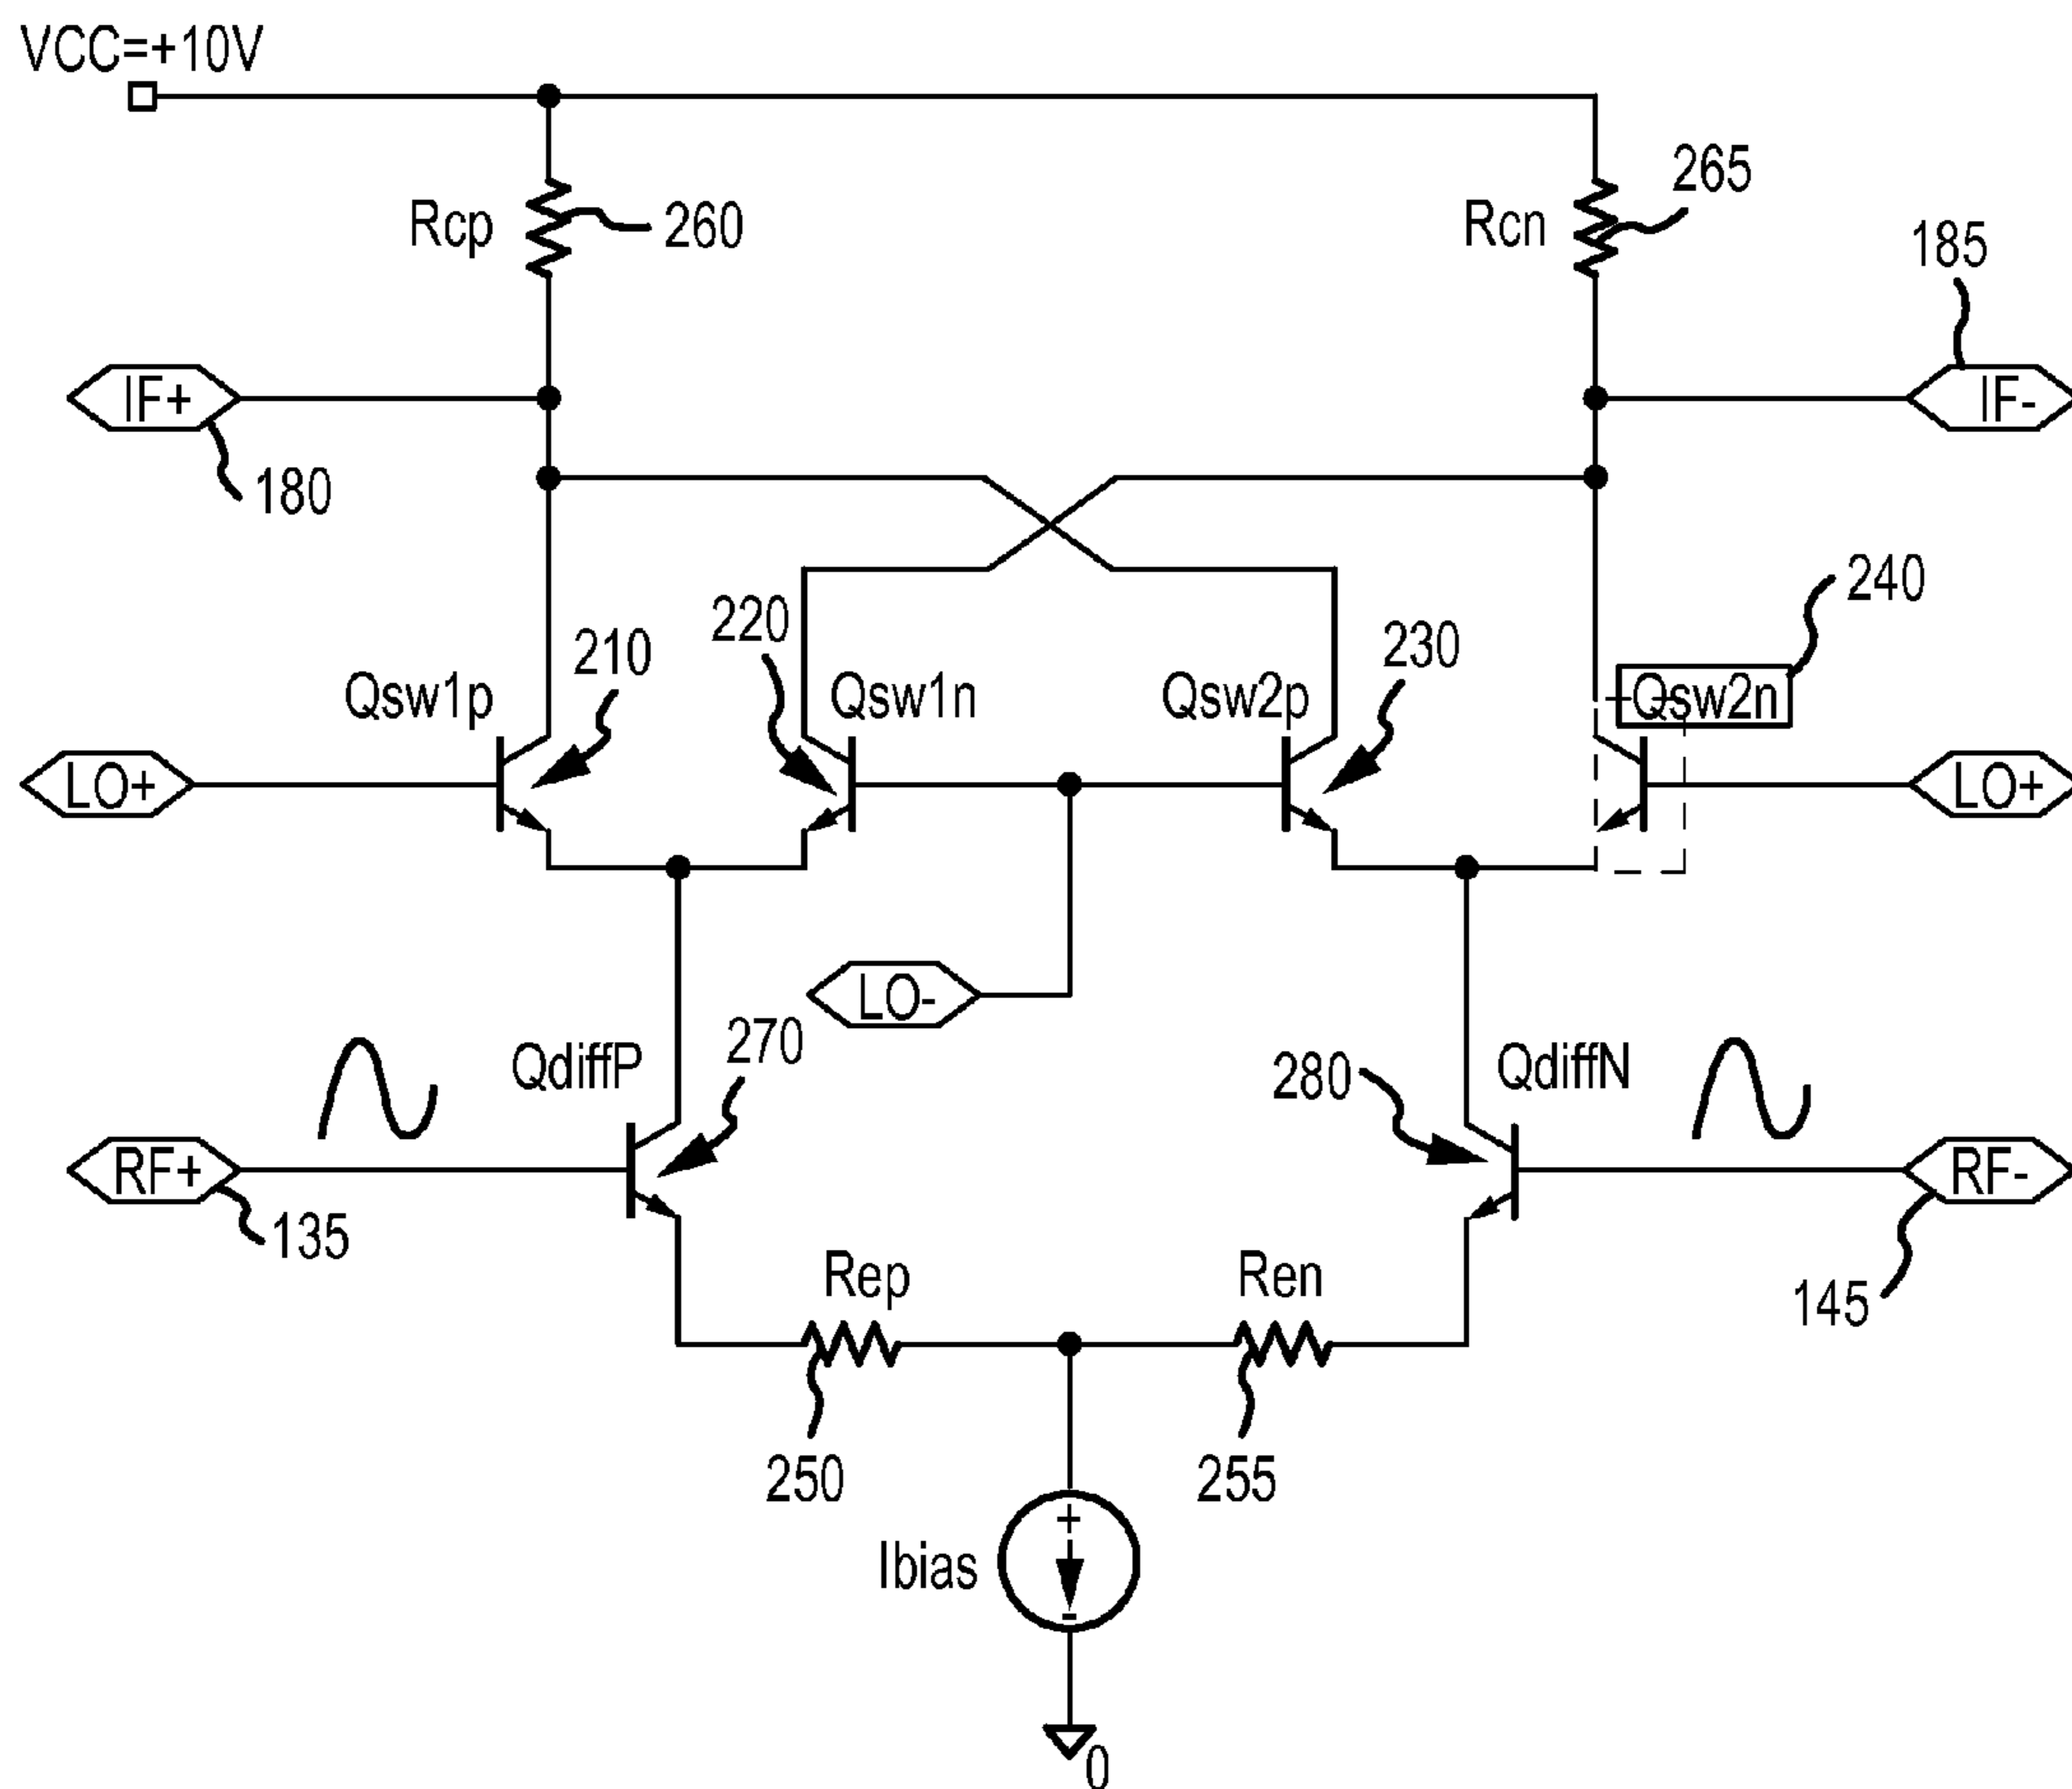 VCC=+10V
265
Rcp
260
Rcn
185
IF+
IF-
180
240
220
210
230
Qsw1p
Qsw1n
Qsw2p
Qsw2n
LO+
LO+
LO-
270
QdiffP
280
QdiffN
RF+
RF-
135
Rep
Ren
145
250
255
+
Ibias
-
0